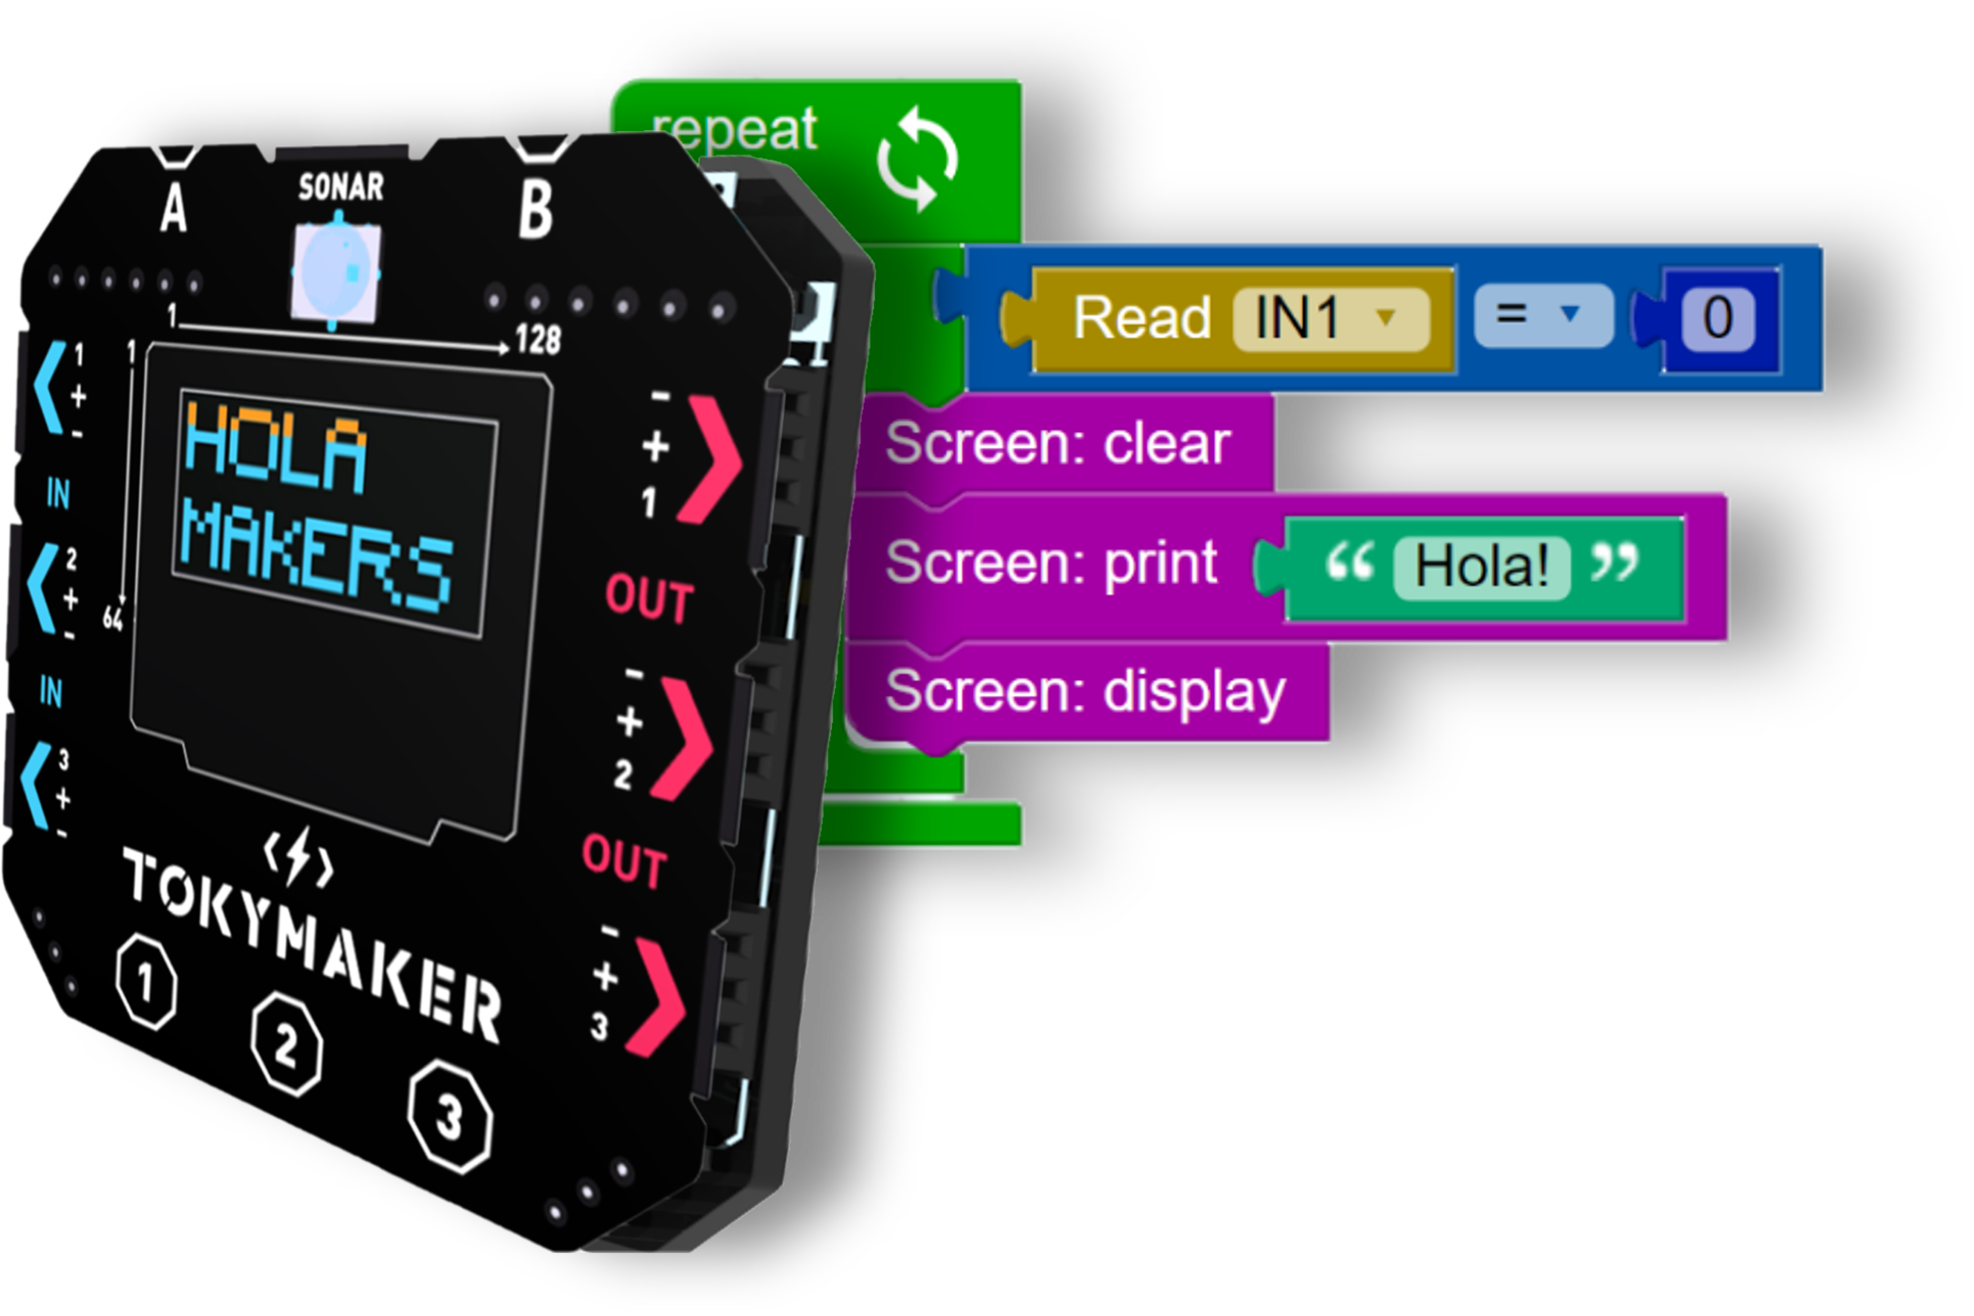 repeat
A
SONAR
B
1
128
1
64
HOLA
MAKERS
1
+
-
IN
2
+
-
IN
3
+
-
-
+
1
OUT
-
+
2
OUT
-
+
3
TOKYMAKER
1
2
3
Read IN1 = 0
Screen: clear
Screen: print “ Hola! ”
Screen: display